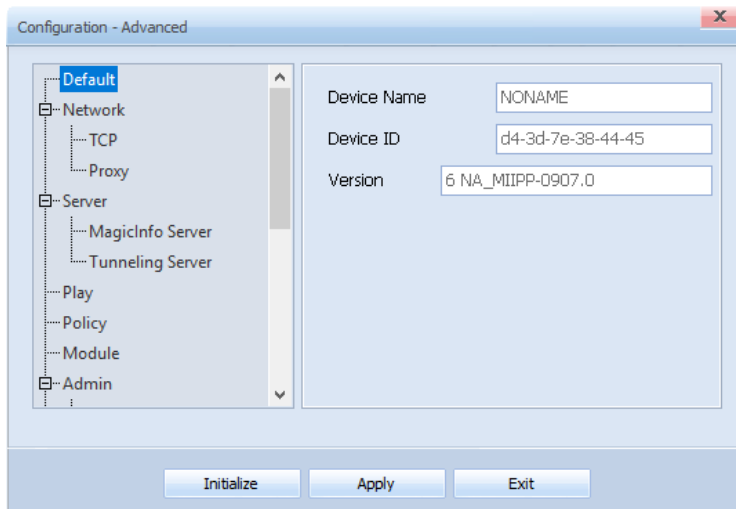 Configuration - Advanced
x
Default
Network
TCP
Proxy
Server
MagicInfo Server
Tunneling Server
Play
Policy
Module
Admin
Device Name NONAME
Device ID d4-3d-7e-38-44-45
Version 6 NA_MIIPP-0907.0
Initialize Apply Exit